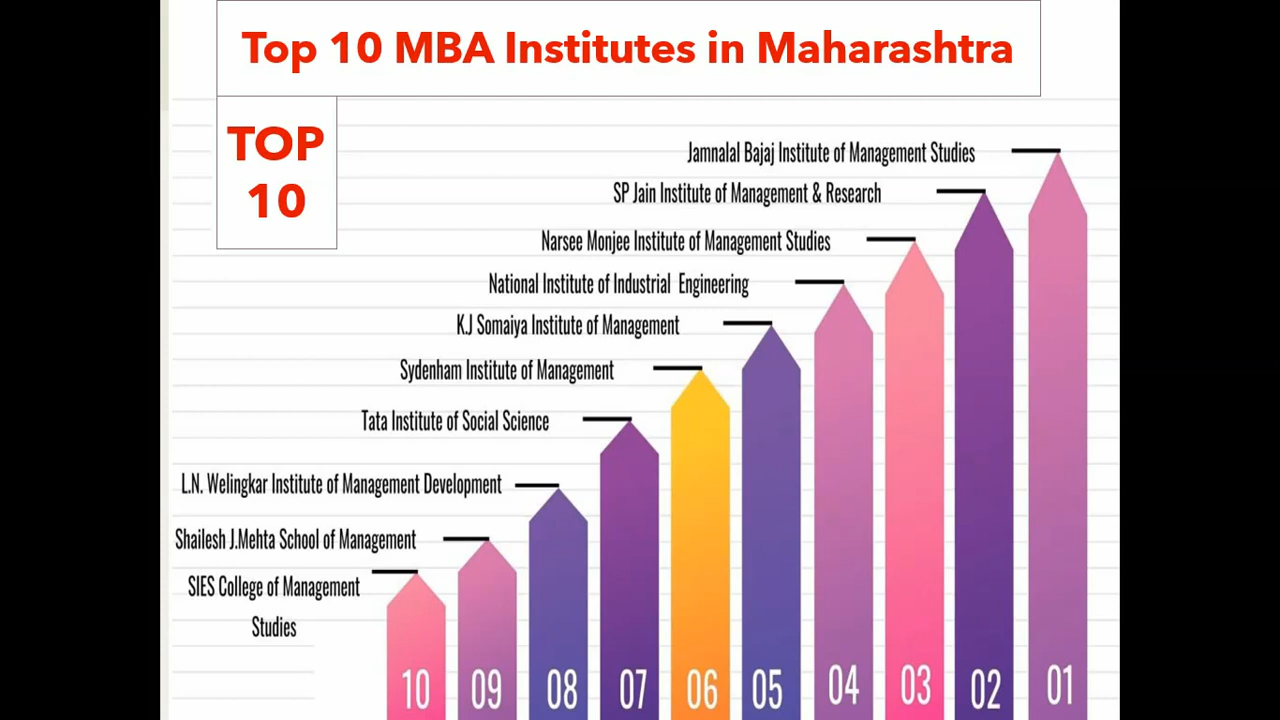 Top 10 MBA Institutes in Maharashtra
TOP
10
Jamnalal Bajaj Institute of Management Studies
SP Jain Institute of Management & Research
Narsee Monjee Institute of Management Studies
National Institute of Industrial Engineering
K.J Somaiya Institute of Management
Sydenham Institute of Management
Tata Institute of Social Science
L.N. Welingkar Institute of Management Development
Shailesh J.Mehta School of Management
SIES College of Management
Studies
10 09 08 07 06 05 04 03 02 01